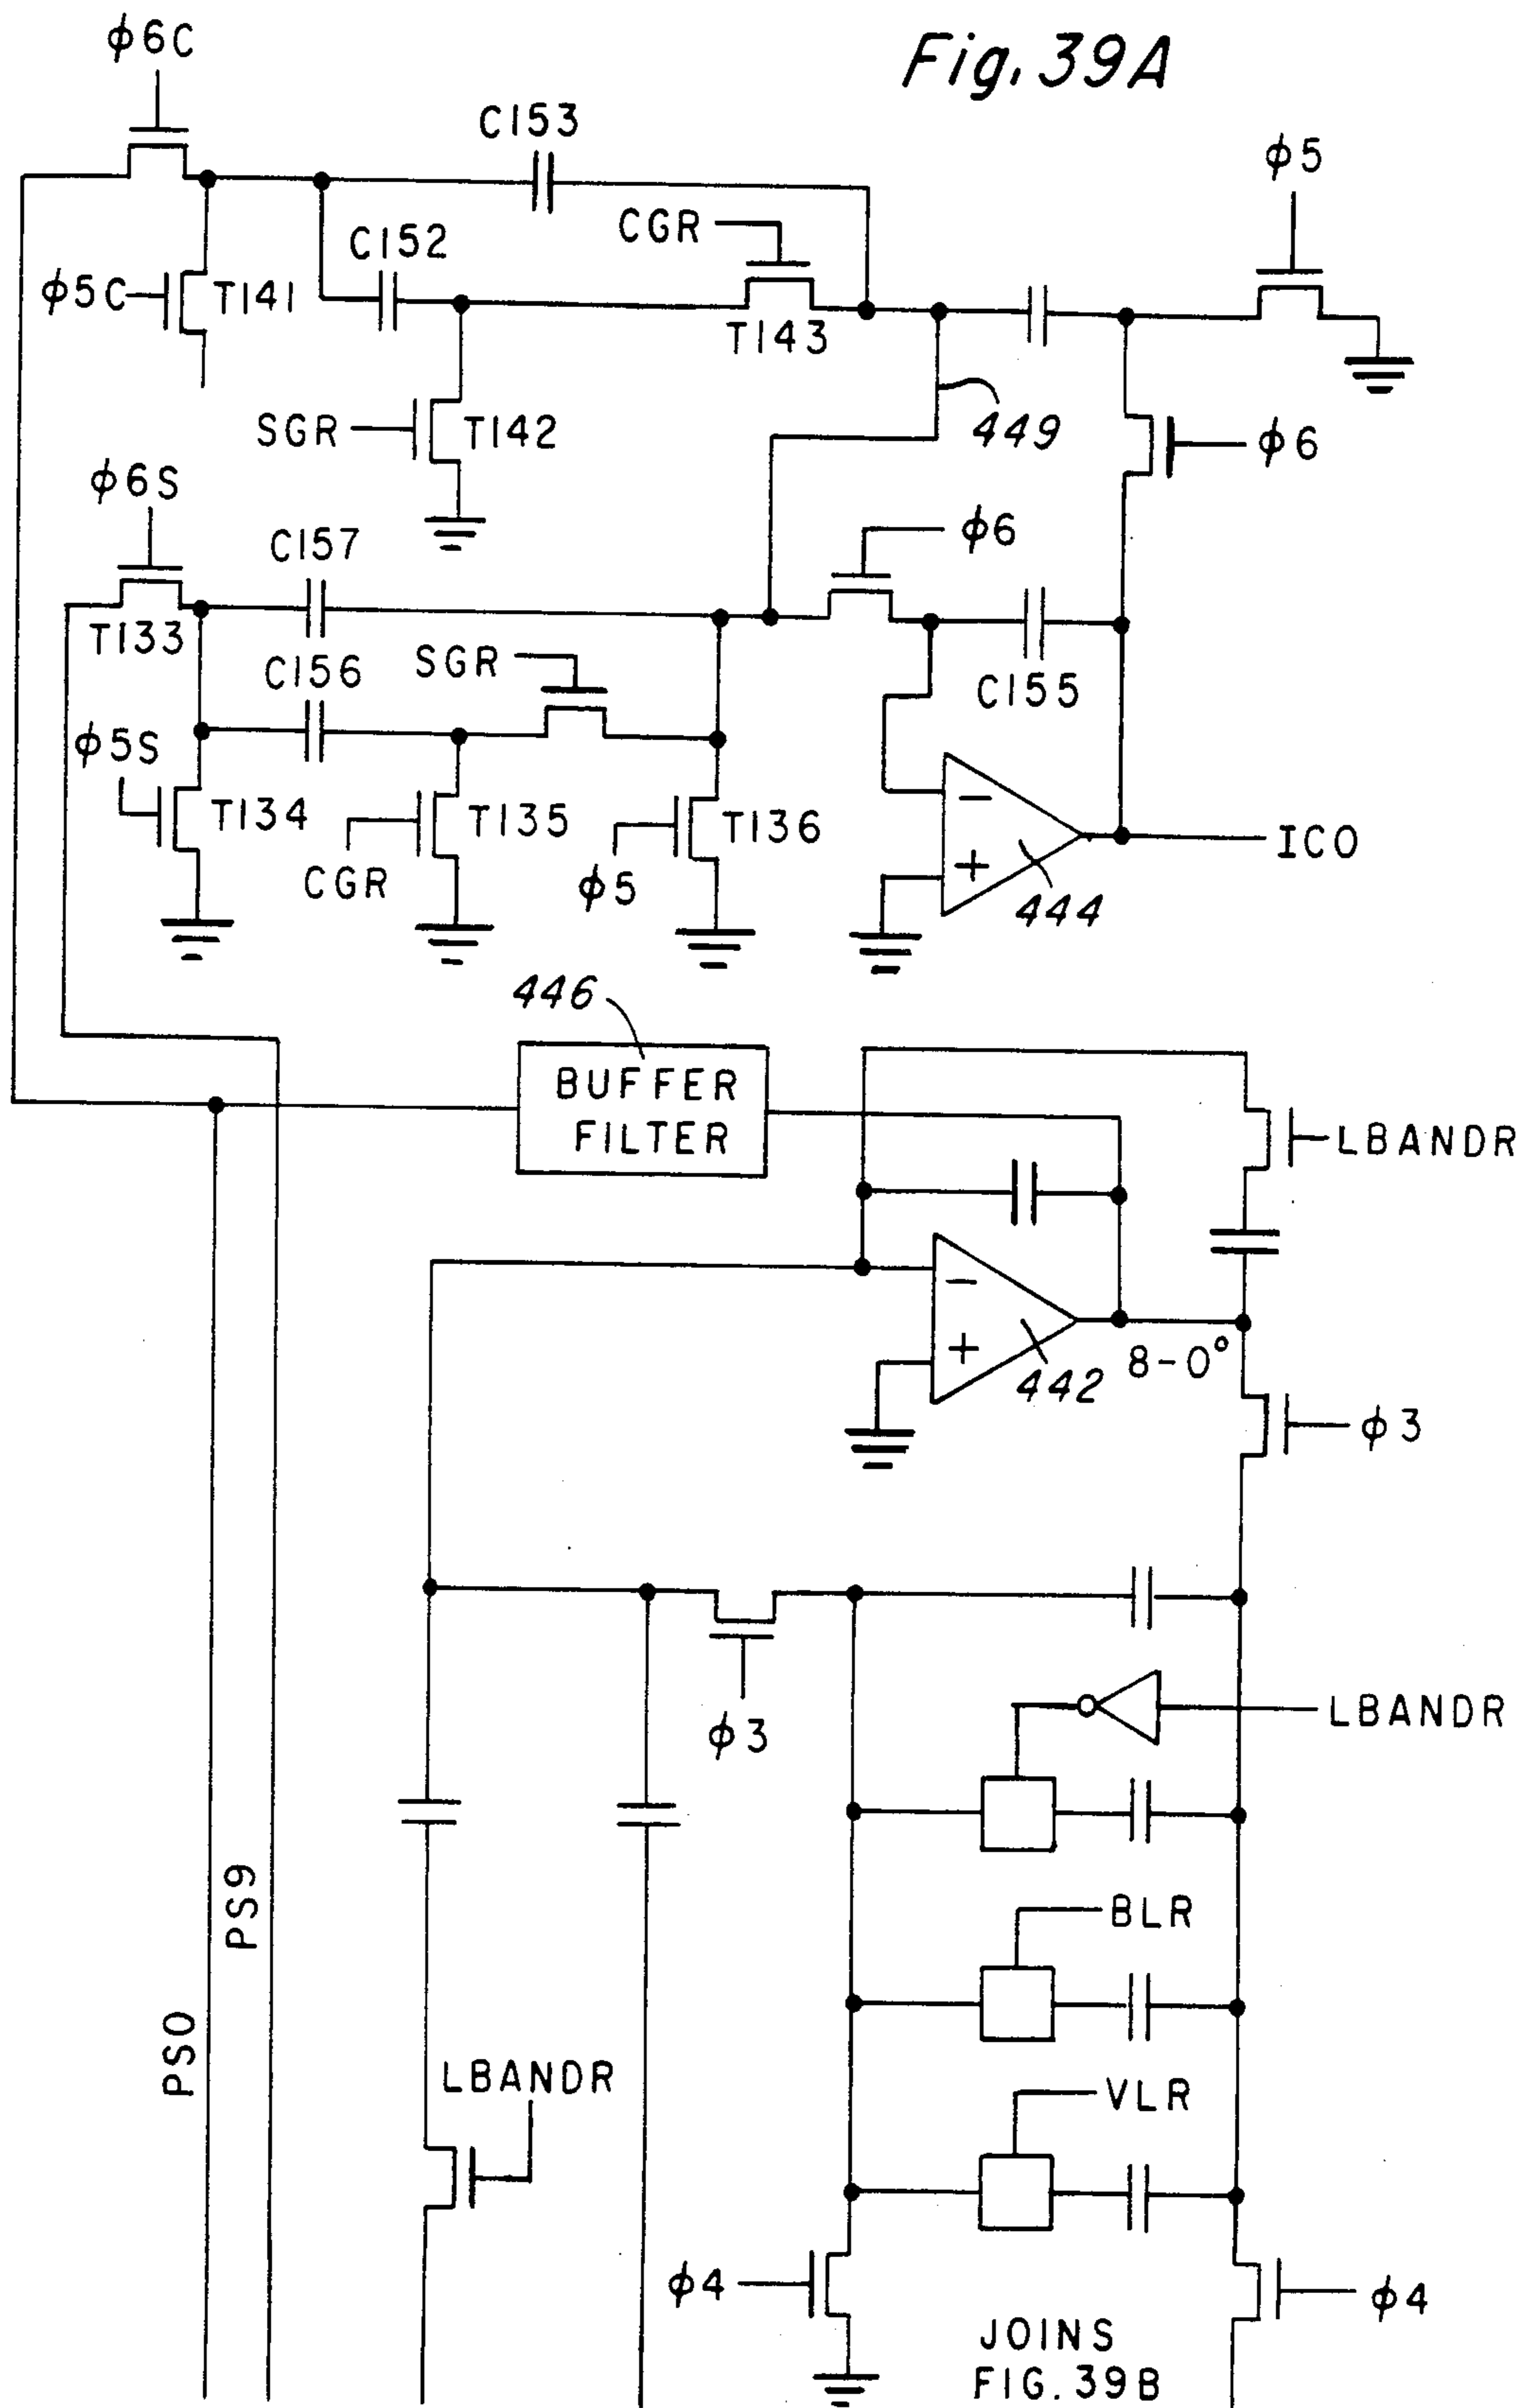 Fig. 39A
ϕ6C
C153
ϕ5
CGR
C152
ϕ5C
T141
T143
SGR
T142
449
ϕ6
ϕ6S
C157
ϕ6
T133
SGR
C156
C155
ϕ5S
T134
T135
T136
ICO
CGR
ϕ5
444
446
BUFFER
FILTER
LBANDR
−
+
−
+
442
8-0°
ϕ3
ϕ3
LBANDR
PS9
BLR
PS0
LBANDR
VLR
ϕ4
ϕ4
JOINS
FIG. 39B